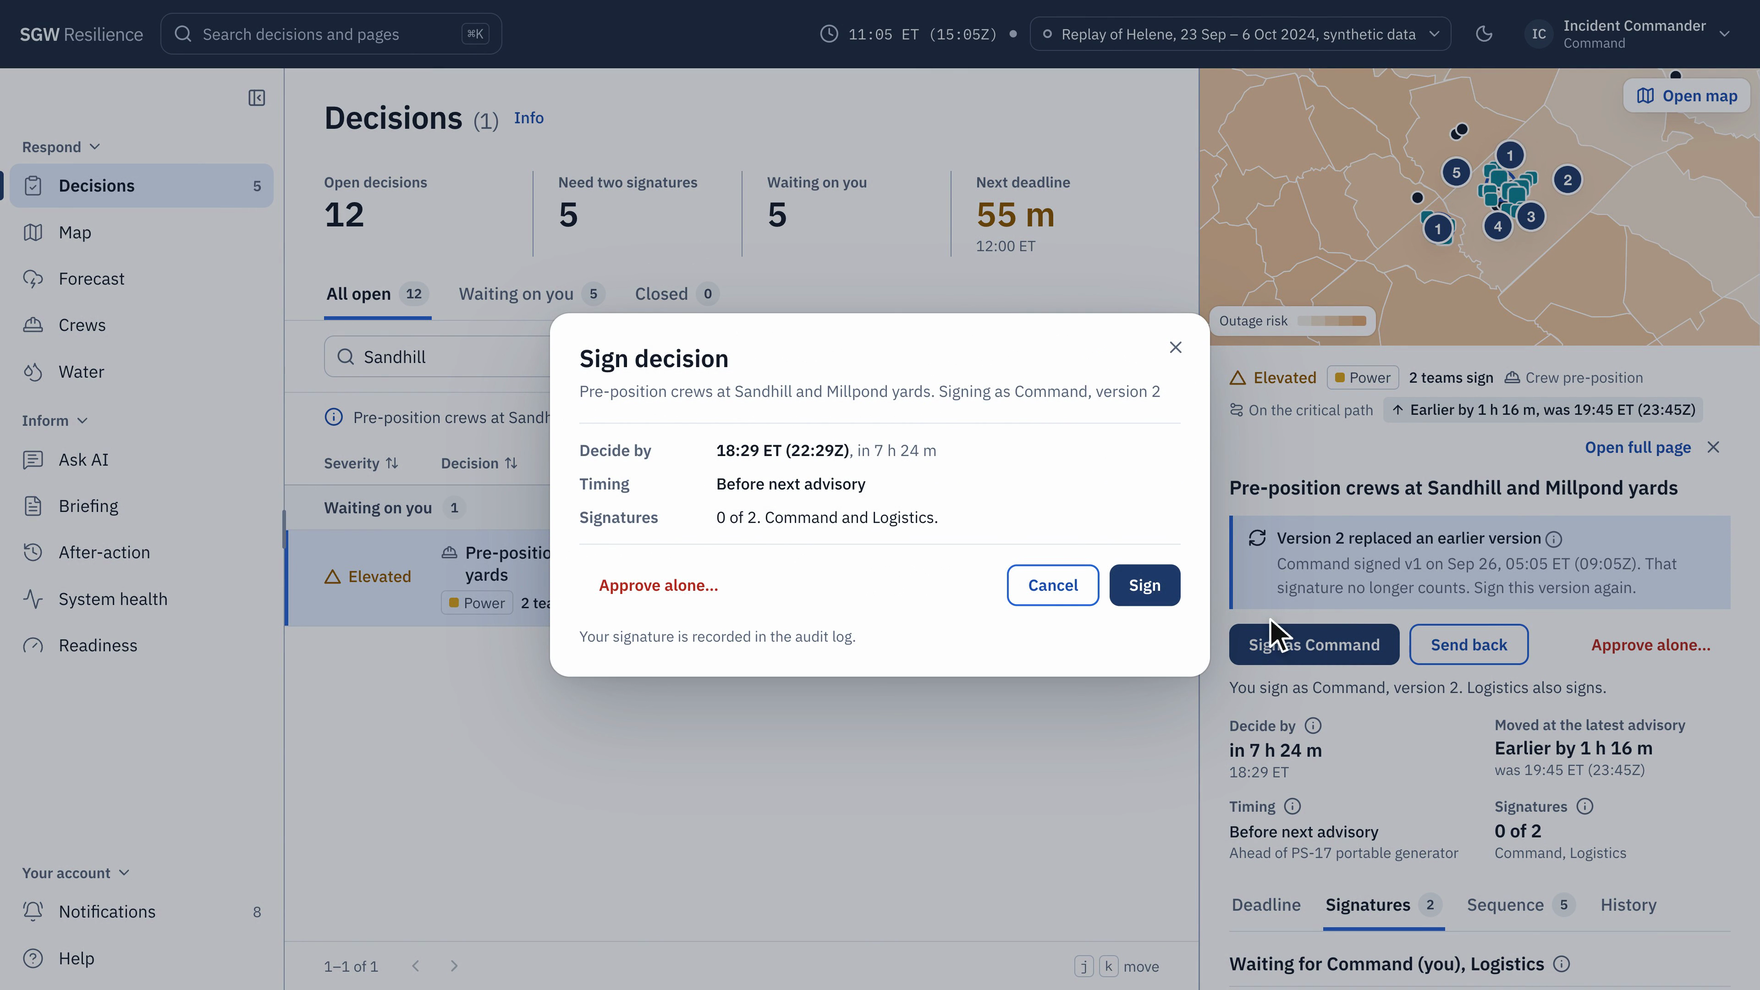 SGW Resilience
Search decisions and pages ⌘K
11:05 ET (15:05Z)
Replay of Helene, 23 Sep – 6 Oct 2024, synthetic data
IC
Incident Commander
Command
Respond
Decisions 5
Map
Forecast
Crews
Water
Inform
Ask AI
Briefing
After-action
System health
Readiness
Your account
Notifications 8
Help
Decisions (1) Info
Open decisions
12
Need two signatures
5
Waiting on you
5
Next deadline
55 m
12:00 ET
All open 12 Waiting on you 5 Closed 0
Sandhill
Pre-position crews at Sandh
Severity Decision
Waiting on you 1
Elevated
Pre-positio
yards
Power 2 tea
1–1 of 1
j k move
Sign decision
Pre-position crews at Sandhill and Millpond yards. Signing as Command, version 2
Decide by 18:29 ET (22:29Z), in 7 h 24 m
Timing Before next advisory
Signatures 0 of 2. Command and Logistics.
Approve alone... Cancel Sign
Your signature is recorded in the audit log.
Open map
1
5
2
3
4
1
Outage risk
Elevated Power 2 teams sign Crew pre-position
On the critical path ↑ Earlier by 1 h 16 m, was 19:45 ET (23:45Z)
Open full page
Pre-position crews at Sandhill and Millpond yards
Version 2 replaced an earlier version
Command signed v1 on Sep 26, 05:05 ET (09:05Z). That
signature no longer counts. Sign this version again.
Sign as Command Send back Approve alone...
You sign as Command, version 2. Logistics also signs.
Decide by
in 7 h 24 m
18:29 ET
Moved at the latest advisory
Earlier by 1 h 16 m
was 19:45 ET (23:45Z)
Timing
Before next advisory
Ahead of PS-17 portable generator
Signatures
0 of 2
Command, Logistics
Deadline Signatures 2 Sequence 5 History
Waiting for Command (you), Logistics